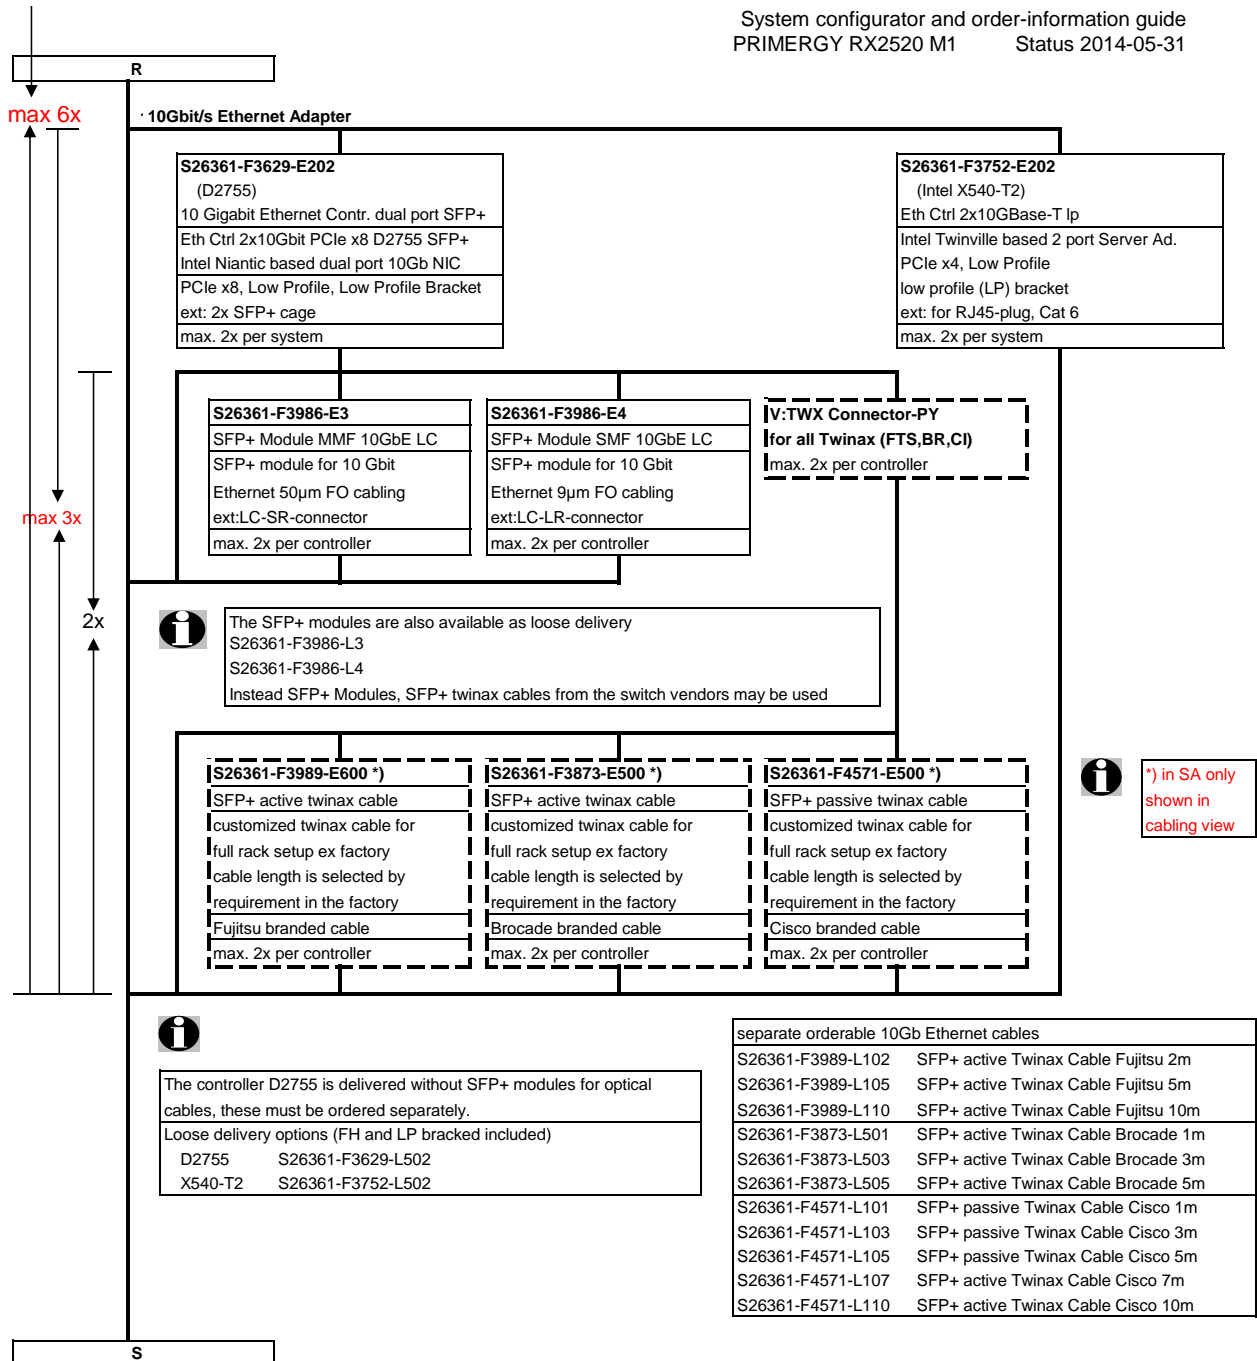 System configurator and order-information guide
PRIMERGY RX2520 M1 Status 2014-05-31
R
max 6x
10Gbit/s Ethernet Adapter
S26361-F3629-E202
(D2755)
10 Gigabit Ethernet Contr. dual port SFP+
Eth Ctrl 2x10Gbit PCIe x8 D2755 SFP+
Intel Niantic based dual port 10Gb NIC
PCIe x8, Low Profile, Low Profile Bracket
ext: 2x SFP+ cage
max. 2x per system
S26361-F3752-E202
(Intel X540-T2)
Eth Ctrl 2x10GBase-T lp
Intel Twinville based 2 port Server Ad.
PCIe x4, Low Profile
low profile (LP) bracket
ext: for RJ45-plug, Cat 6
max. 2x per system
S26361-F3986-E3
SFP+ Module MMF 10GbE LC
SFP+ module for 10 Gbit
Ethernet 50µm FO cabling
ext:LC-SR-connector
max. 2x per controller
S26361-F3986-E4
SFP+ Module SMF 10GbE LC
SFP+ module for 10 Gbit
Ethernet 9µm FO cabling
ext:LC-LR-connector
max. 2x per controller
V:TWX Connector-PY
for all Twinax (FTS,BR,CI)
max. 2x per controller
max 3x
2x
The SFP+ modules are also available as loose delivery
S26361-F3986-L3
S26361-F3986-L4
Instead SFP+ Modules, SFP+ twinax cables from the switch vendors may be used
S26361-F3989-E600 *)
SFP+ active twinax cable
customized twinax cable for
full rack setup ex factory
cable length is selected by
requirement in the factory
Fujitsu branded cable
max. 2x per controller
S26361-F3873-E500 *)
SFP+ active twinax cable
customized twinax cable for
full rack setup ex factory
cable length is selected by
requirement in the factory
Brocade branded cable
max. 2x per controller
S26361-F4571-E500 *)
SFP+ passive twinax cable
customized twinax cable for
full rack setup ex factory
cable length is selected by
requirement in the factory
Cisco branded cable
max. 2x per controller
*) in SA only
shown in
cabling view
The controller D2755 is delivered without SFP+ modules for optical
cables, these must be ordered separately.
Loose delivery options (FH and LP bracked included)
D2755 S26361-F3629-L502
X540-T2 S26361-F3752-L502
separate orderable 10Gb Ethernet cables
S26361-F3989-L102 SFP+ active Twinax Cable Fujitsu 2m
S26361-F3989-L105 SFP+ active Twinax Cable Fujitsu 5m
S26361-F3989-L110 SFP+ active Twinax Cable Fujitsu 10m
S26361-F3873-L501 SFP+ active Twinax Cable Brocade 1m
S26361-F3873-L503 SFP+ active Twinax Cable Brocade 3m
S26361-F3873-L505 SFP+ active Twinax Cable Brocade 5m
S26361-F4571-L101 SFP+ passive Twinax Cable Cisco 1m
S26361-F4571-L103 SFP+ passive Twinax Cable Cisco 3m
S26361-F4571-L105 SFP+ passive Twinax Cable Cisco 5m
S26361-F4571-L107 SFP+ active Twinax Cable Cisco 7m
S26361-F4571-L110 SFP+ active Twinax Cable Cisco 10m
S